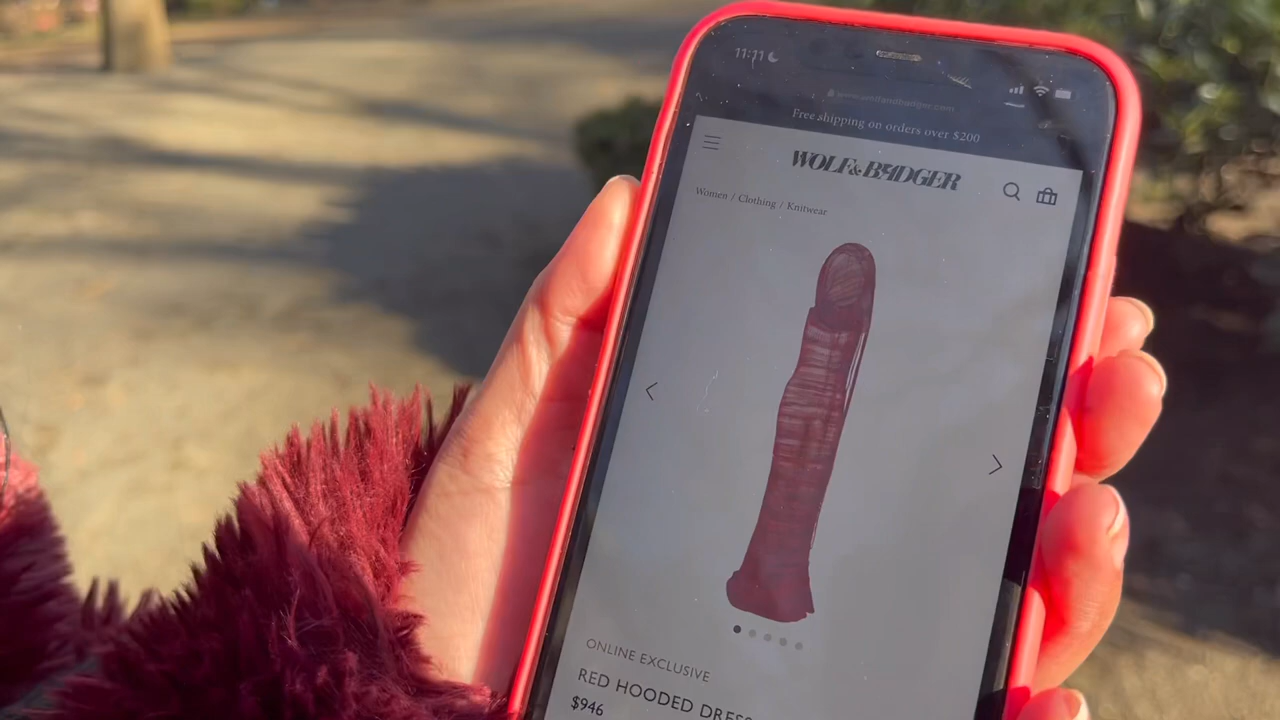 11:11
Free shipping on orders over $200
WOLF & BADGER
Women / Clothing / Knitwear
ONLINE EXCLUSIVE
RED HOODED DRESS
$946